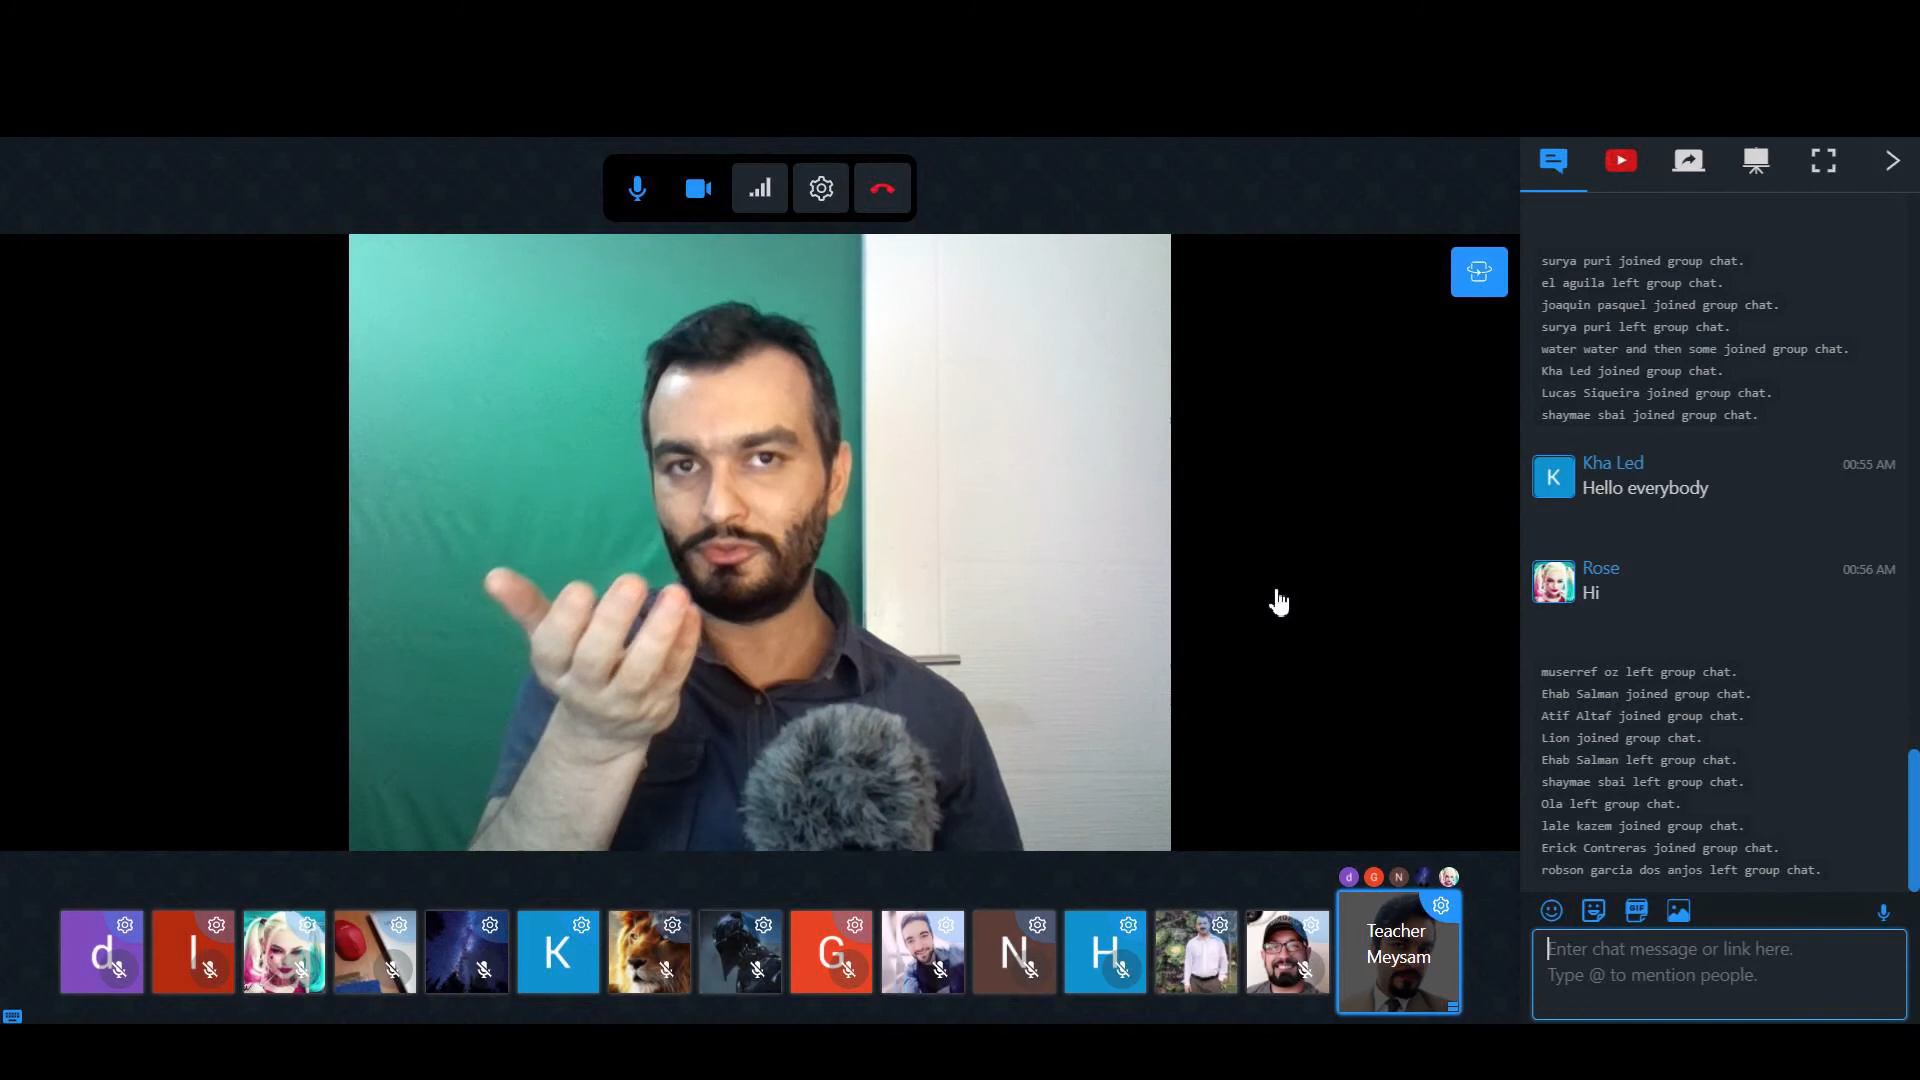 surya puri joined group chat.
el aguila left group chat.
joaquin pasquel joined group chat.
surya puri left group chat.
water water and then some joined group chat.
Kha Led joined group chat.
Lucas Siqueira joined group chat.
shaymae sbai joined group chat.
K
Kha Led
00:55 AM
Hello everybody
Rose
00:56 AM
Hi
muserref oz left group chat.
Ehab Salman joined group chat.
Atif Altaf joined group chat.
Lion joined group chat.
Ehab Salman left group chat.
shaymae sbai left group chat.
Ola left group chat.
lale kazem joined group chat.
Erick Contreras joined group chat.
robson garcia dos anjos left group chat.
GIF
Enter chat message or link here.
Type @ to mention people.
d G N
d I K G N H
Teacher
Meysam